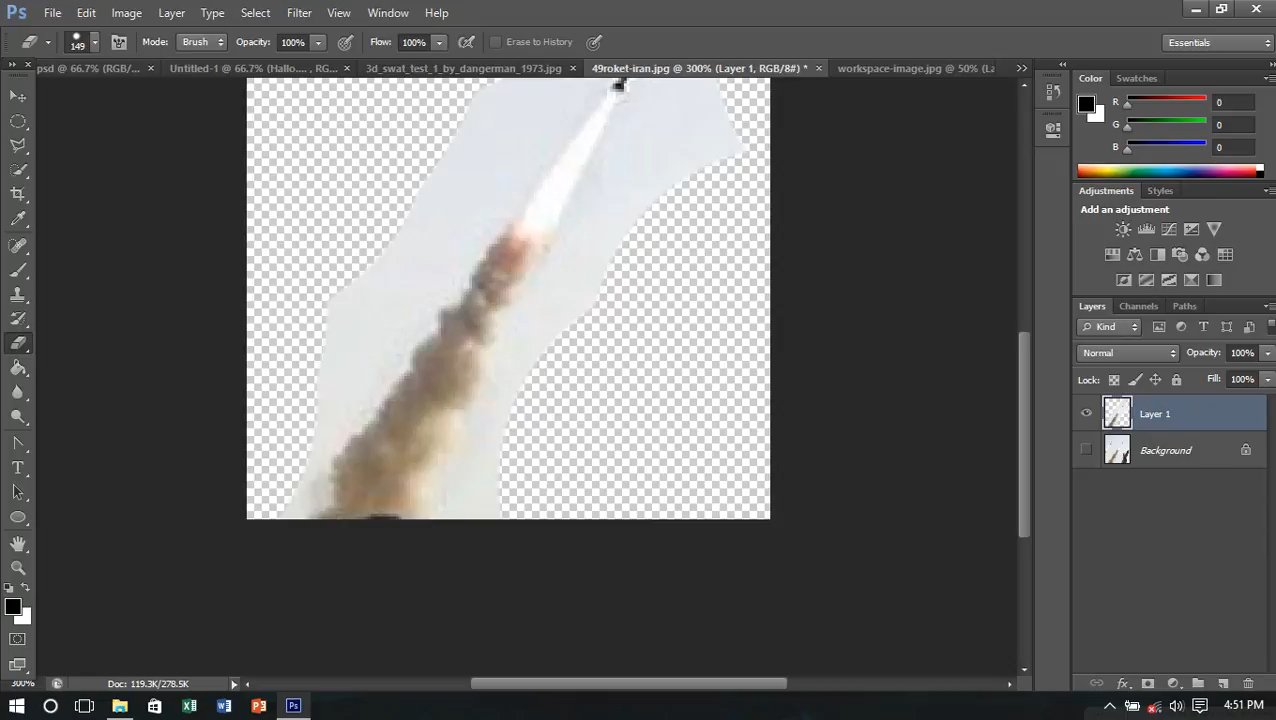 Ps File Edit Image Layer Type Select Filter View Window Help
149 Mode: Brush Opacity: 100% Flow: 100% Erase to History Essentials
psd @ 66.7% (RGB/... × Untitled-1 @ 66.7% (Hallo...., RG... × 3d_swat_test_1_by_dangerman_1973.jpg × 49roket-iran.jpg @ 300% (Layer 1, RGB/8#) * × workspace-image.jpg @ 50% (La
Color Swatches
R 0
G 0
B 0
Adjustments Styles
Add an adjustment
Layers Channels Paths
Kind
Normal Opacity: 100%
Lock: Fill: 100%
Layer 1
Background
300% Doc: 119.3K/278.5K
4:51 PM